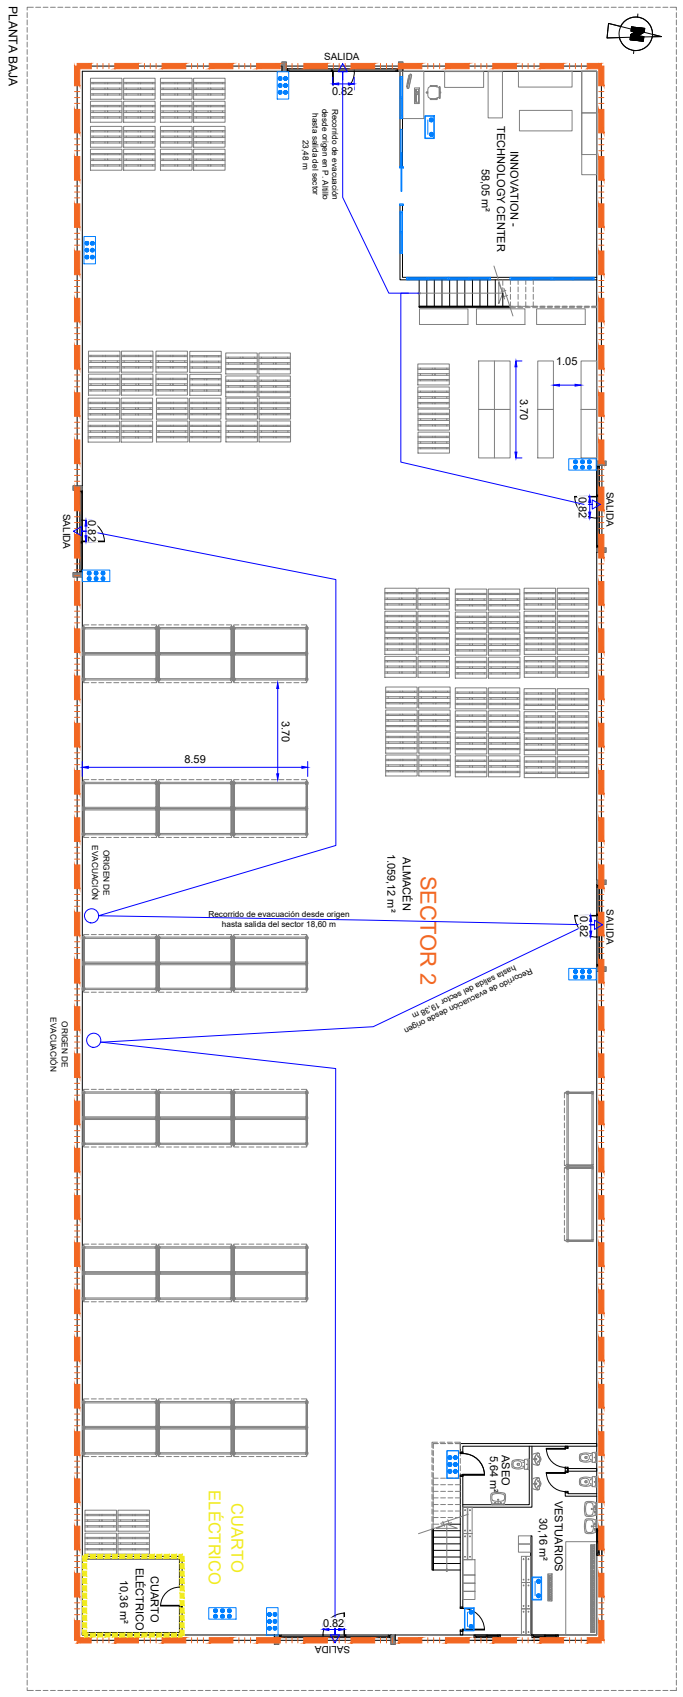 PLANTA BAJA
N
SALIDA
0.82
Recorrido de evacuación
desde origen en P. Altillo
hasta salida del sector
23,48 m
INNOVATION -
TECHNOLOGY CENTER
58,05 m²
1.05
3.70
SALIDA
0.82
SALIDA
0.82
3.70
8.59
ORIGEN DE
EVACUACIÓN
SECTOR 2
ALMACÉN
1.059,12 m²
Recorrido de evacuación desde origen
hasta salida del sector 18,60 m
SALIDA
0.82
Recorrido de evacuación desde origen
hasta salida del sector 19,38 m
ORIGEN DE
EVACUACIÓN
ASEO
5,64 m²
VESTUARIOS
30,16 m²
CUARTO
ELÉCTRICO
CUARTO
ELÉCTRICO
10,36 m²
0.82
SALIDA